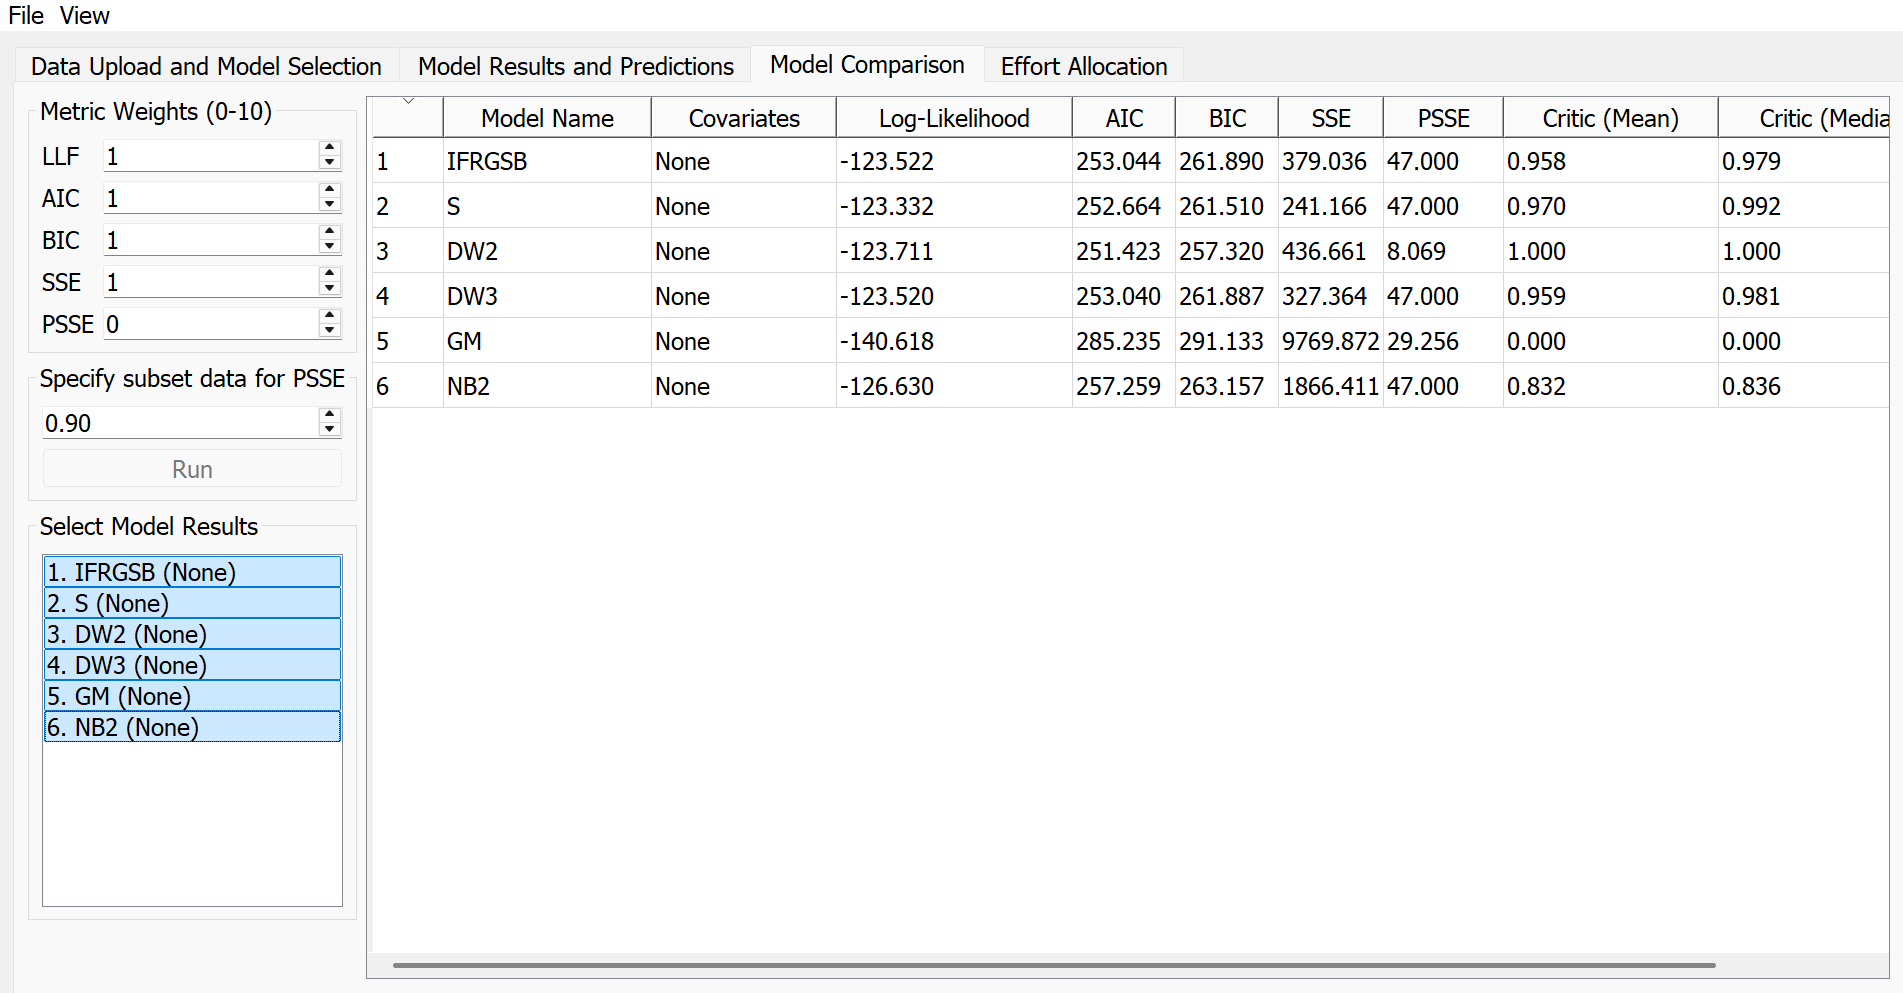 File View
Data Upload and Model Selection Model Results and Predictions Model Comparison Effort Allocation
Metric Weights (0-10)
LLF 1
AIC 1
BIC 1
SSE 1
PSSE 0
Specify subset data for PSSE
0.90
Run
Select Model Results
1. IFRGSB (None)
2. S (None)
3. DW2 (None)
4. DW3 (None)
5. GM (None)
6. NB2 (None)
Model Name Covariates Log-Likelihood AIC BIC SSE PSSE Critic (Mean) Critic (Media
1 IFRGSB None -123.522 253.044 261.890 379.036 47.000 0.958 0.979
2 S None -123.332 252.664 261.510 241.166 47.000 0.970 0.992
3 DW2 None -123.711 251.423 257.320 436.661 8.069 1.000 1.000
4 DW3 None -123.520 253.040 261.887 327.364 47.000 0.959 0.981
5 GM None -140.618 285.235 291.133 9769.872 29.256 0.000 0.000
6 NB2 None -126.630 257.259 263.157 1866.411 47.000 0.832 0.836